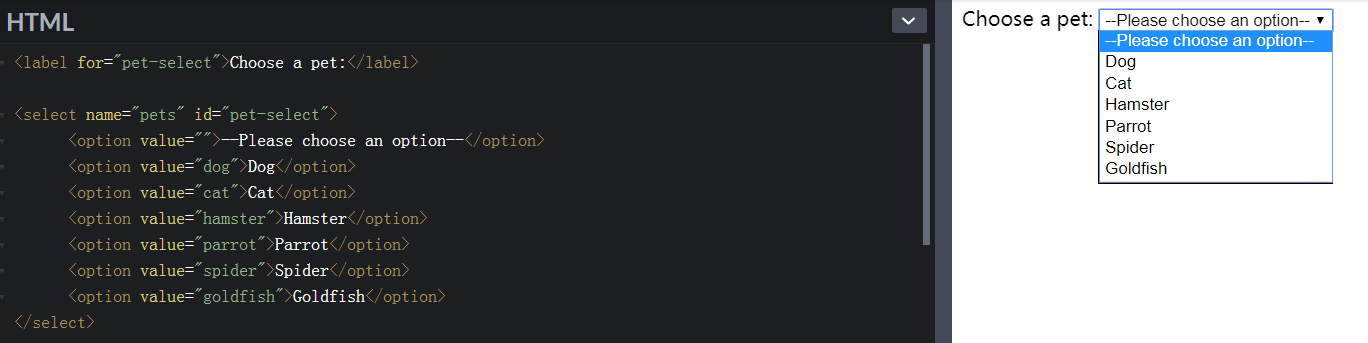 HTML
<label for="pet-select">Choose a pet:</label>
<select name="pets" id="pet-select">
<option value="">--Please choose an option--</option>
<option value="dog">Dog</option>
<option value="cat">Cat</option>
<option value="hamster">Hamster</option>
<option value="parrot">Parrot</option>
<option value="spider">Spider</option>
<option value="goldfish">Goldfish</option>
</select>
Choose a pet: --Please choose an option--
--Please choose an option--
Dog
Cat
Hamster
Parrot
Spider
Goldfish